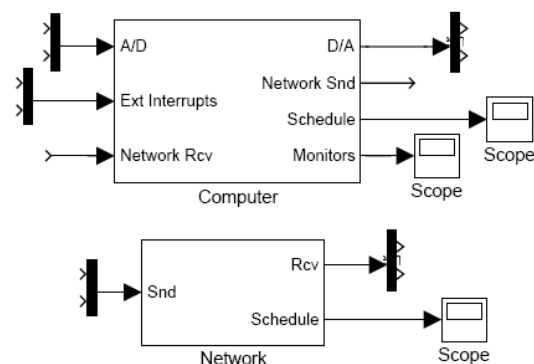 A/D
D/A
Network Snd
Ext Interrupts
Schedule
Network Rcv
Monitors
Scope
Scope
Computer
Rcv
Snd
Schedule
Network
Scope